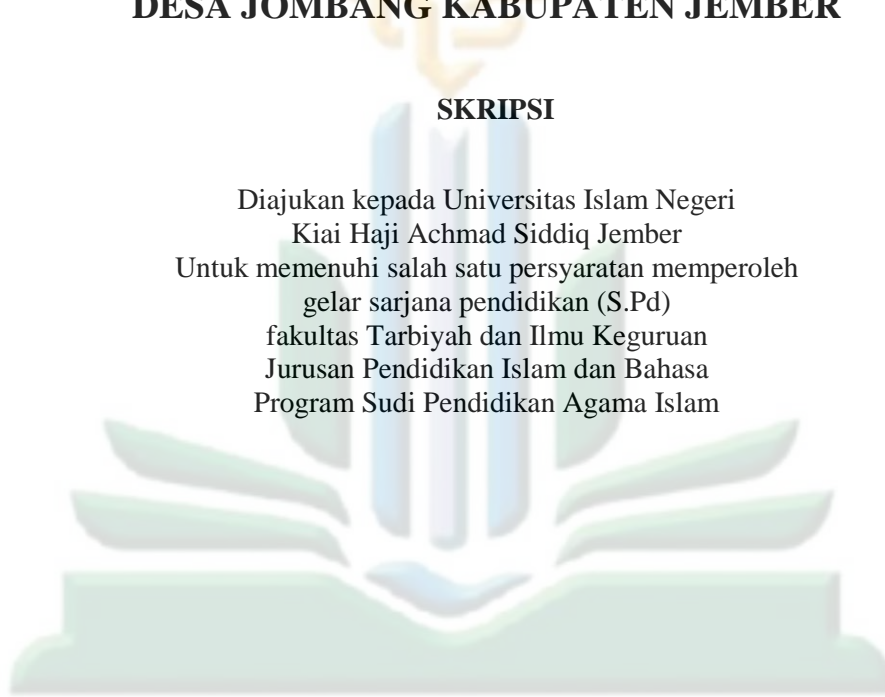 DESA JOMBANG KABUPATEN JEMBER
SKRIPSI
Diajukan kepada Universitas Islam Negeri
Kiai Haji Achmad Siddiq Jember
Untuk memenuhi salah satu persyaratan memperoleh
gelar sarjana pendidikan (S.Pd)
fakultas Tarbiyah dan Ilmu Keguruan
Jurusan Pendidikan Islam dan Bahasa
Program Sudi Pendidikan Agama Islam